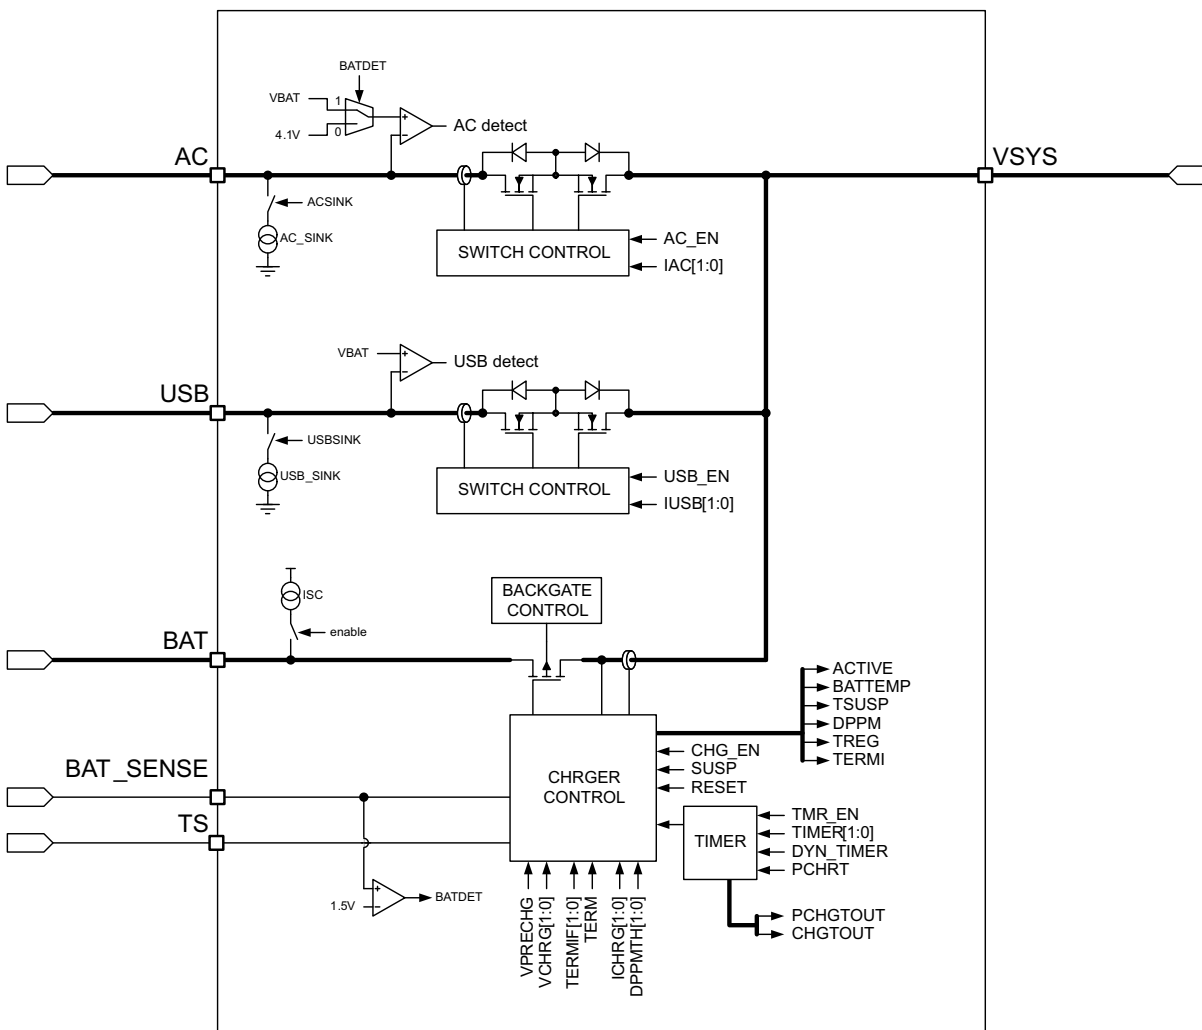 BATDET
VBAT
1
4.1V
0
+
−
AC detect
AC
VSYS
ACSINK
AC_SINK
SWITCH CONTROL
AC_EN
IAC[1:0]
VBAT
+
−
USB detect
USB
USBSINK
USB_SINK
SWITCH CONTROL
USB_EN
IUSB[1:0]
ISC
enable
BACKGATE
CONTROL
BAT
ACTIVE
BATTEMP
TSUSP
DPPM
TREG
TERMI
CHG_EN
SUSP
RESET
CHRGER
CONTROL
BAT_SENSE
TS
TIMER
TMR_EN
TIMER[1:0]
DYN_TIMER
PCHRT
1.5V
+
−
BATDET
VPRECHG
VCHRG[1:0]
TERMIF[1:0]
TERM
ICHRG[1:0]
DPPMTH[1:0]
PCHGTOUT
CHGTOUT